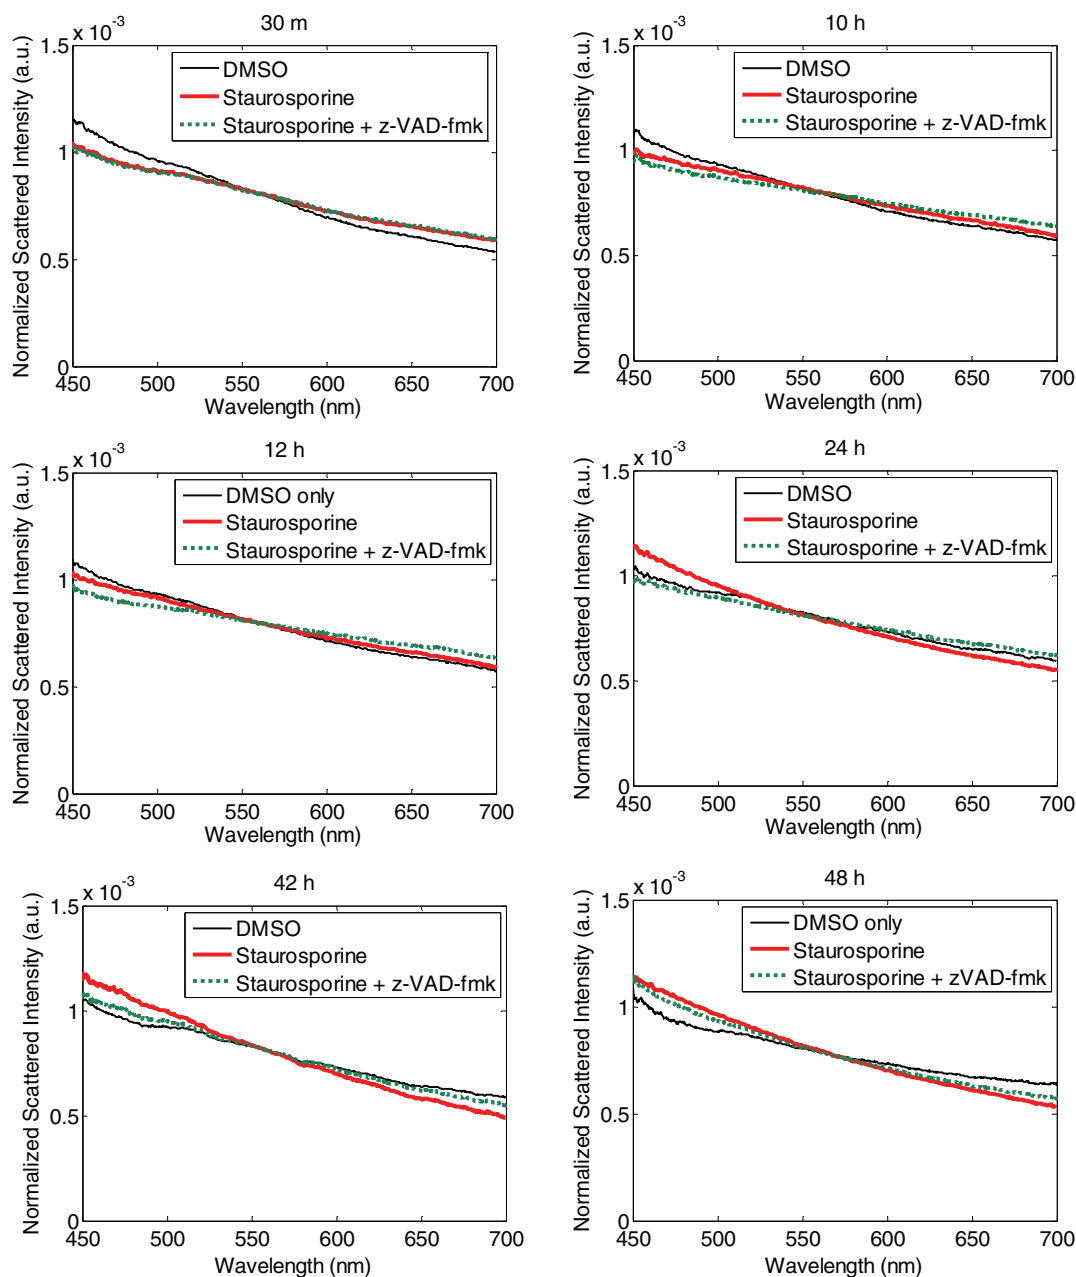 x 10⁻³
30 m
1.5
1
0.5
0
Normalized Scattered Intensity (a.u.)
DMSO
Staurosporine
Staurosporine + z-VAD-fmk
450 500 550 600 650 700
Wavelength (nm)
x 10⁻³
10 h
1.5
1
0.5
0
Normalized Scattered Intensity (a.u.)
DMSO
Staurosporine
Staurosporine + z-VAD-fmk
450 500 550 600 650 700
Wavelength (nm)
x 10⁻³
12 h
1.5
1
0.5
0
Normalized Scattered Intensity (a.u.)
DMSO only
Staurosporine
Staurosporine + z-VAD-fmk
450 500 550 600 650 700
Wavelength (nm)
x 10⁻³
24 h
1.5
1
0.5
0
Normalized Scattered Intensity (a.u.)
DMSO
Staurosporine
Staurosporine + z-VAD-fmk
450 500 550 600 650 700
Wavelength (nm)
x 10⁻³
42 h
1.5
1
0.5
0
Normalized Scattered Intensity (a.u.)
DMSO
Staurosporine
Staurosporine + z-VAD-fmk
450 500 550 600 650 700
Wavelength (nm)
x 10⁻³
48 h
1.5
1
0.5
0
Normalized Scattered Intensity (a.u.)
DMSO only
Staurosporine
Staurosporine + zVAD-fmk
450 500 550 600 650 700
Wavelength (nm)